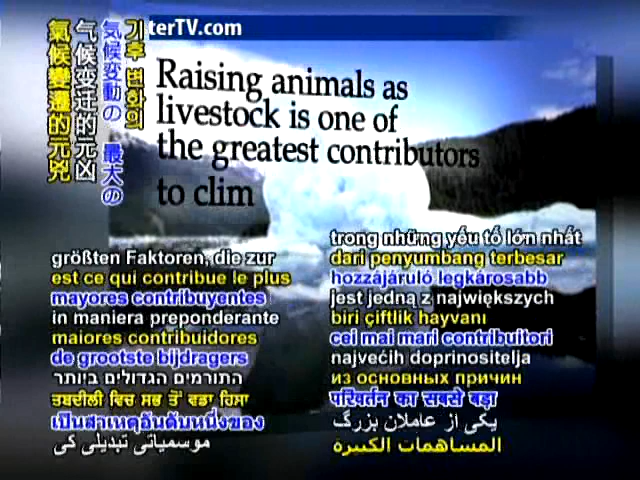 terTV.com
Raising animals as
livestock is one of
the greatest contributors
to clim
氣候變遷的元兇
气候变迁的元凶
気候変動の 最大の
기후 변화의
größten Faktoren, die zur
est ce qui contribue le plus
mayores contribuyentes
in maniera preponderante
maiores contribuidores
de grootste bijdragers
התורמים הגדולים ביותר
ਤਬਦੀਲੀ ਵਿਚ ਸਭ ਤੋਂ ਵਡਾ ਹਿਸਾ
เป็นสาเหตุอันดับหนึ่งของ
موسمیاتی تبدیلی کی
trong những yếu tố lớn nhất
dari penyumbang terbesar
hozzájáruló legkárosabb
jest jedną z największych
biri çiftlik hayvanı
cei mai mari contribuitori
najvećih doprinositelja
из основных причин
परिवर्तन का सबसे बड़ा
یکی از عاملان بزرگ
المساهمات الكبيرة